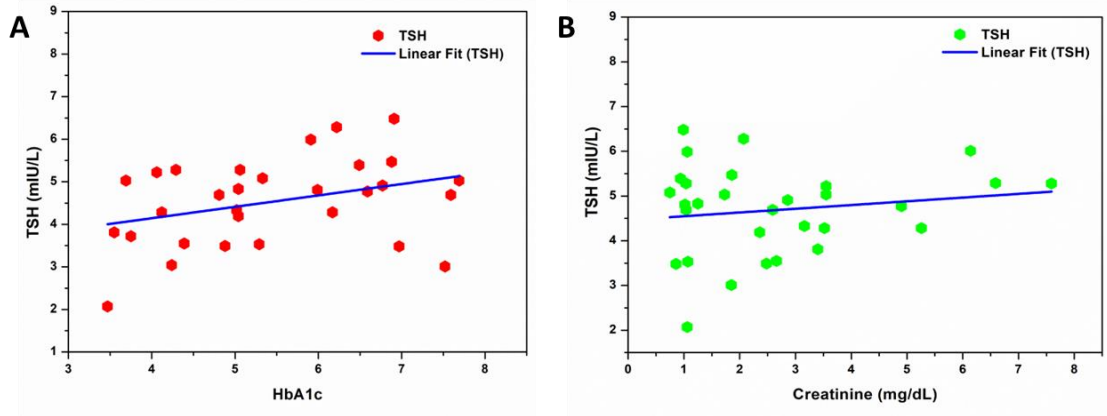 A
TSH (mIU/L)
9
8
7
6
5
4
3
2
1
3 4 5 6 7 8
HbA1c
TSH
Linear Fit (TSH)
B
TSH (mIU/L)
9
8
7
6
5
4
3
2
0 1 2 3 4 5 6 7 8
Creatinine (mg/dL)
TSH
Linear Fit (TSH)